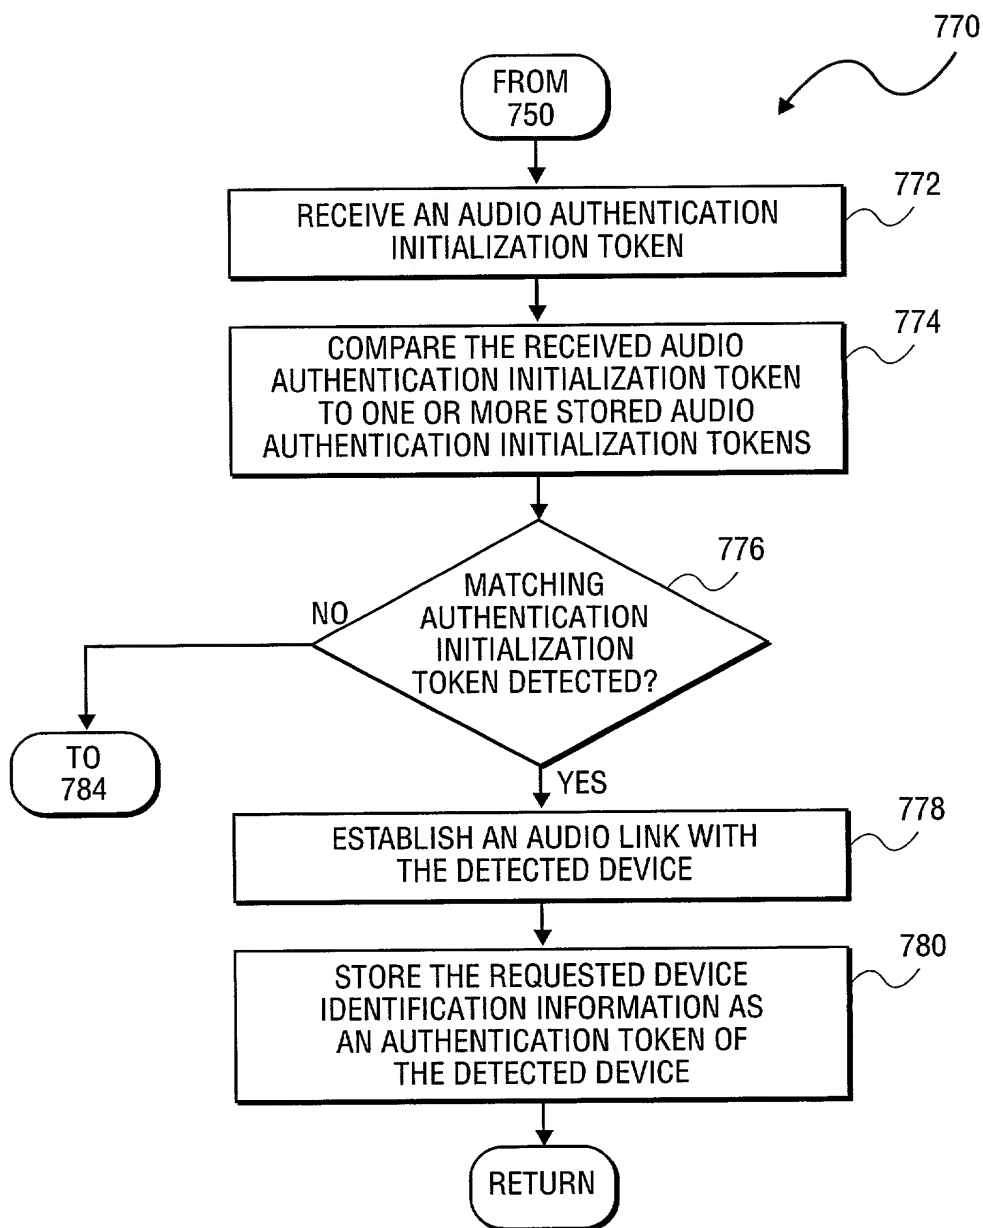 770
FROM
750
772
RECEIVE AN AUDIO AUTHENTICATION
INITIALIZATION TOKEN
774
COMPARE THE RECEIVED AUDIO
AUTHENTICATION INITIALIZATION TOKEN
TO ONE OR MORE STORED AUDIO
AUTHENTICATION INITIALIZATION TOKENS
776
MATCHING
AUTHENTICATION
INITIALIZATION
TOKEN DETECTED?
NO
TO
784
YES
778
ESTABLISH AN AUDIO LINK WITH
THE DETECTED DEVICE
780
STORE THE REQUESTED DEVICE
IDENTIFICATION INFORMATION AS
AN AUTHENTICATION TOKEN OF
THE DETECTED DEVICE
RETURN